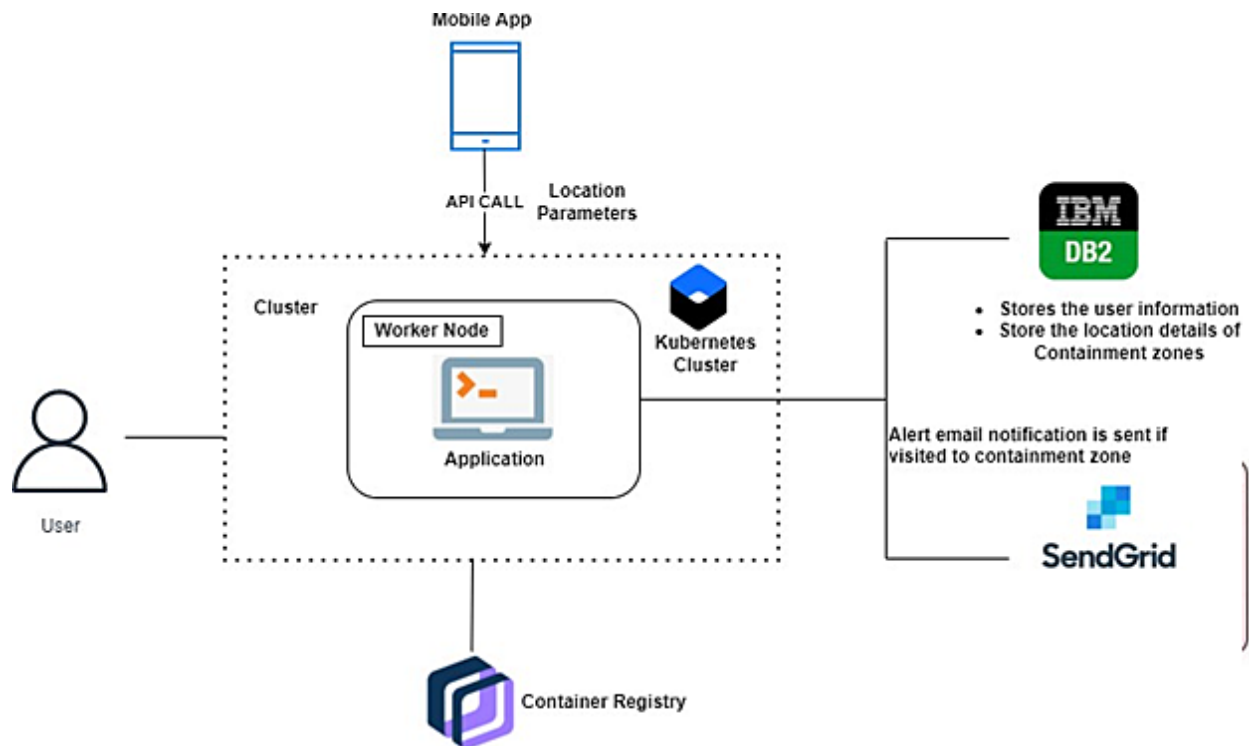 Mobile App
API CALL
Location
Parameters
Cluster
Worker Node
Kubernetes
Cluster
Application
User
IBM
DB2
• Stores the user information
• Store the location details of
Containment zones
Alert email notification is sent if
visited to containment zone
SendGrid
Container Registry